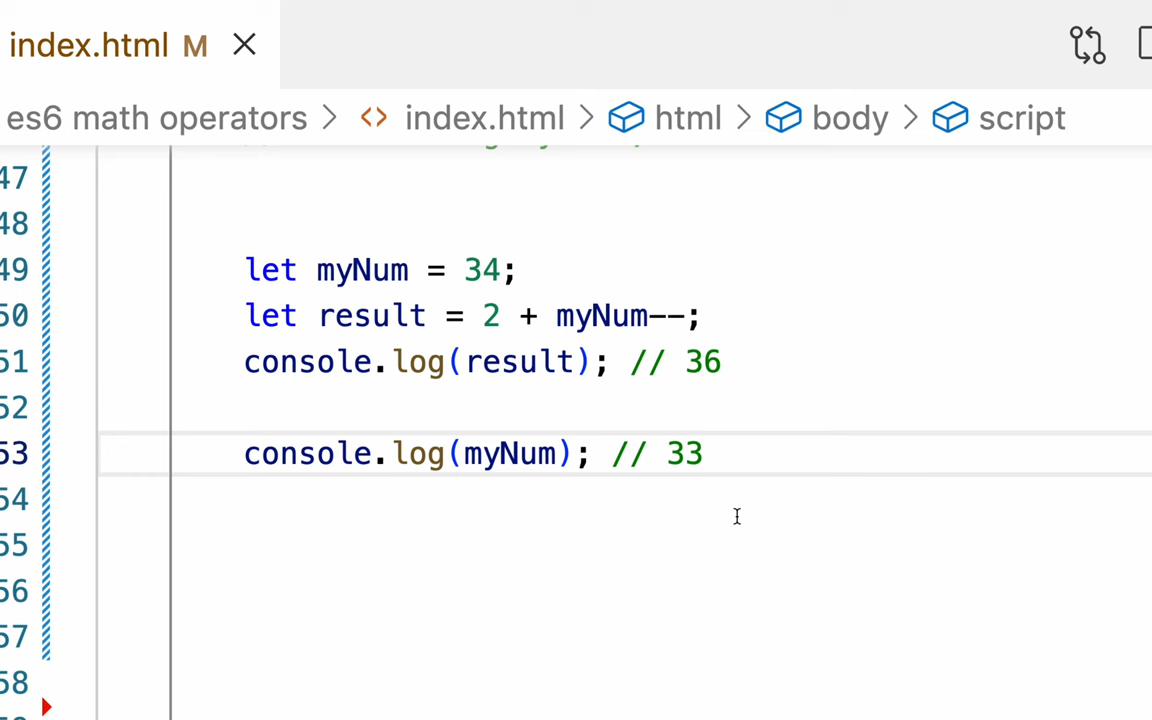 index.html M
es6 math operators > <> index.html > html > body > script
47
48
49 let myNum = 34;
50 let result = 2 + myNum--;
51 console.log(result); // 36
52
53 console.log(myNum); // 33
54
55
56
57
58